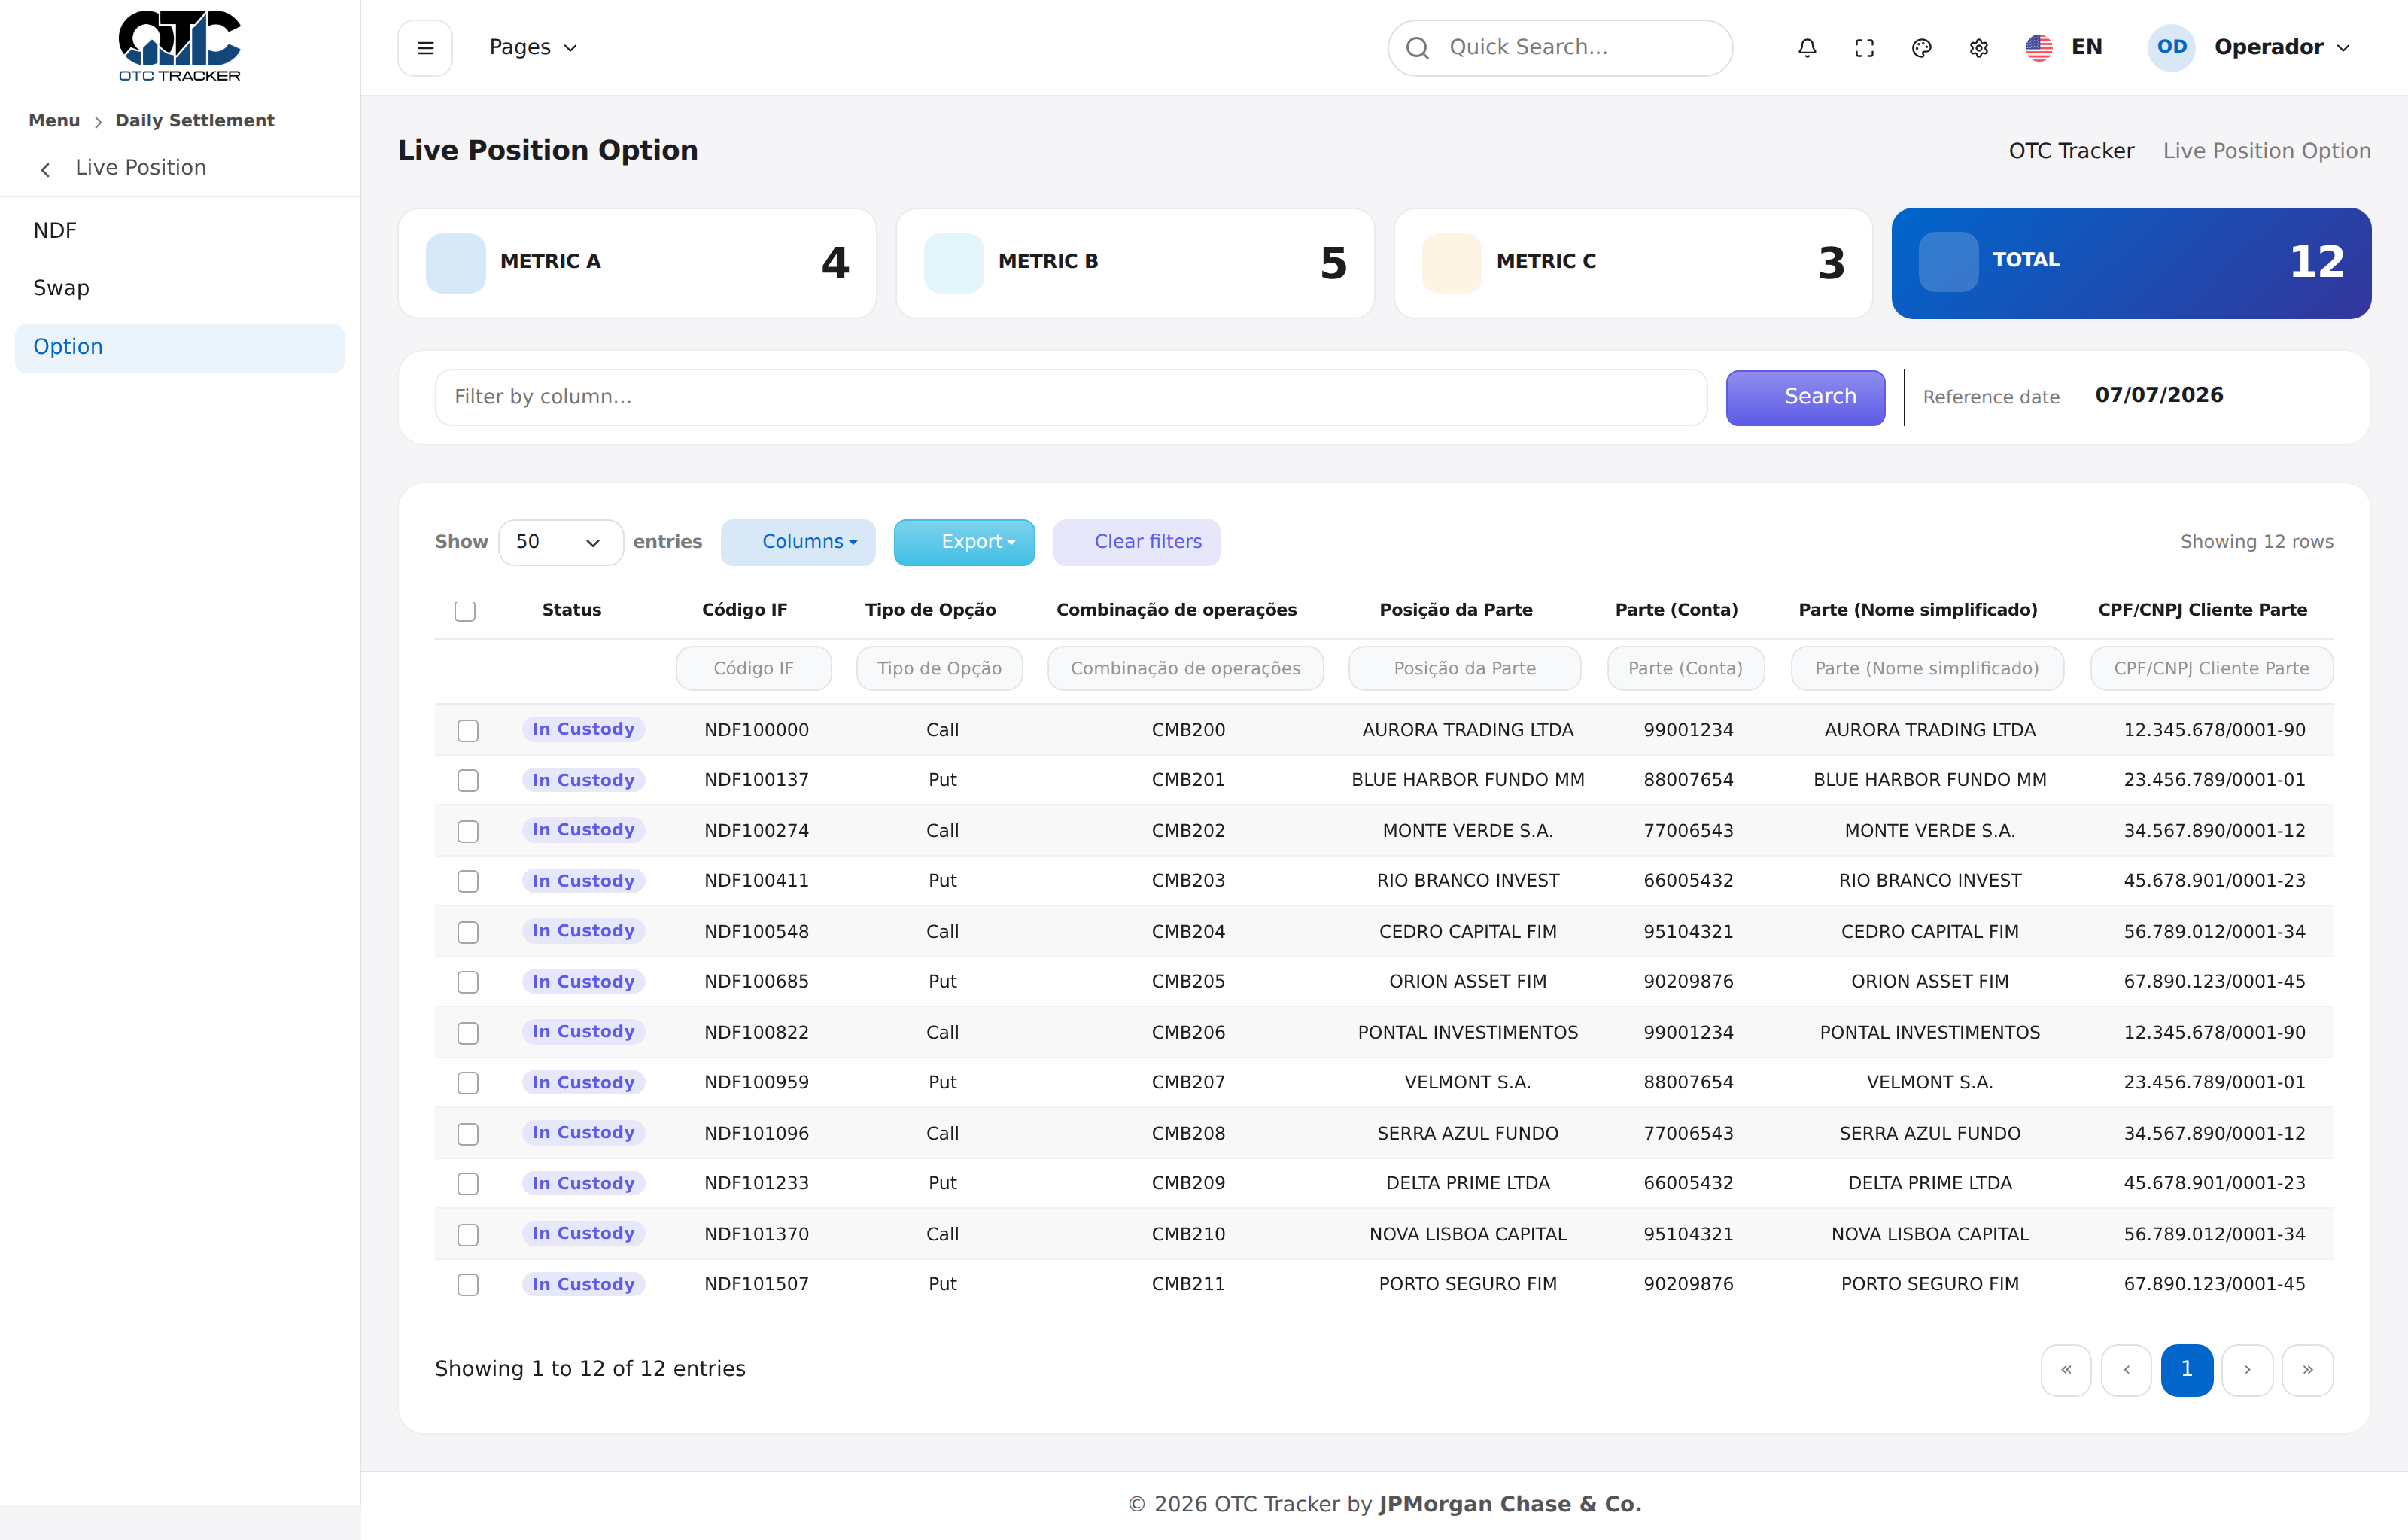 OTC
OTC TRACKER
Menu > Daily Settlement
Live Position
NDF
Swap
Option
Pages
Quick Search...
EN
OD
Operador
Live Position Option
OTC Tracker Live Position Option
METRIC A 4
METRIC B 5
METRIC C 3
TOTAL 12
Filter by column...
Search
Reference date 07/07/2026
Show 50 entries Columns Export Clear filters Showing 12 rows
Status Código IF Tipo de Opção Combinação de operações Posição da Parte Parte (Conta) Parte (Nome simplificado) CPF/CNPJ Cliente Parte
Código IF Tipo de Opção Combinação de operações Posição da Parte Parte (Conta) Parte (Nome simplificado) CPF/CNPJ Cliente Parte
In Custody NDF100000 Call CMB200 AURORA TRADING LTDA 99001234 AURORA TRADING LTDA 12.345.678/0001-90
In Custody NDF100137 Put CMB201 BLUE HARBOR FUNDO MM 88007654 BLUE HARBOR FUNDO MM 23.456.789/0001-01
In Custody NDF100274 Call CMB202 MONTE VERDE S.A. 77006543 MONTE VERDE S.A. 34.567.890/0001-12
In Custody NDF100411 Put CMB203 RIO BRANCO INVEST 66005432 RIO BRANCO INVEST 45.678.901/0001-23
In Custody NDF100548 Call CMB204 CEDRO CAPITAL FIM 95104321 CEDRO CAPITAL FIM 56.789.012/0001-34
In Custody NDF100685 Put CMB205 ORION ASSET FIM 90209876 ORION ASSET FIM 67.890.123/0001-45
In Custody NDF100822 Call CMB206 PONTAL INVESTIMENTOS 99001234 PONTAL INVESTIMENTOS 12.345.678/0001-90
In Custody NDF100959 Put CMB207 VELMONT S.A. 88007654 VELMONT S.A. 23.456.789/0001-01
In Custody NDF101096 Call CMB208 SERRA AZUL FUNDO 77006543 SERRA AZUL FUNDO 34.567.890/0001-12
In Custody NDF101233 Put CMB209 DELTA PRIME LTDA 66005432 DELTA PRIME LTDA 45.678.901/0001-23
In Custody NDF101370 Call CMB210 NOVA LISBOA CAPITAL 95104321 NOVA LISBOA CAPITAL 56.789.012/0001-34
In Custody NDF101507 Put CMB211 PORTO SEGURO FIM 90209876 PORTO SEGURO FIM 67.890.123/0001-45
Showing 1 to 12 of 12 entries
« ‹ 1 › »
© 2026 OTC Tracker by JPMorgan Chase & Co.